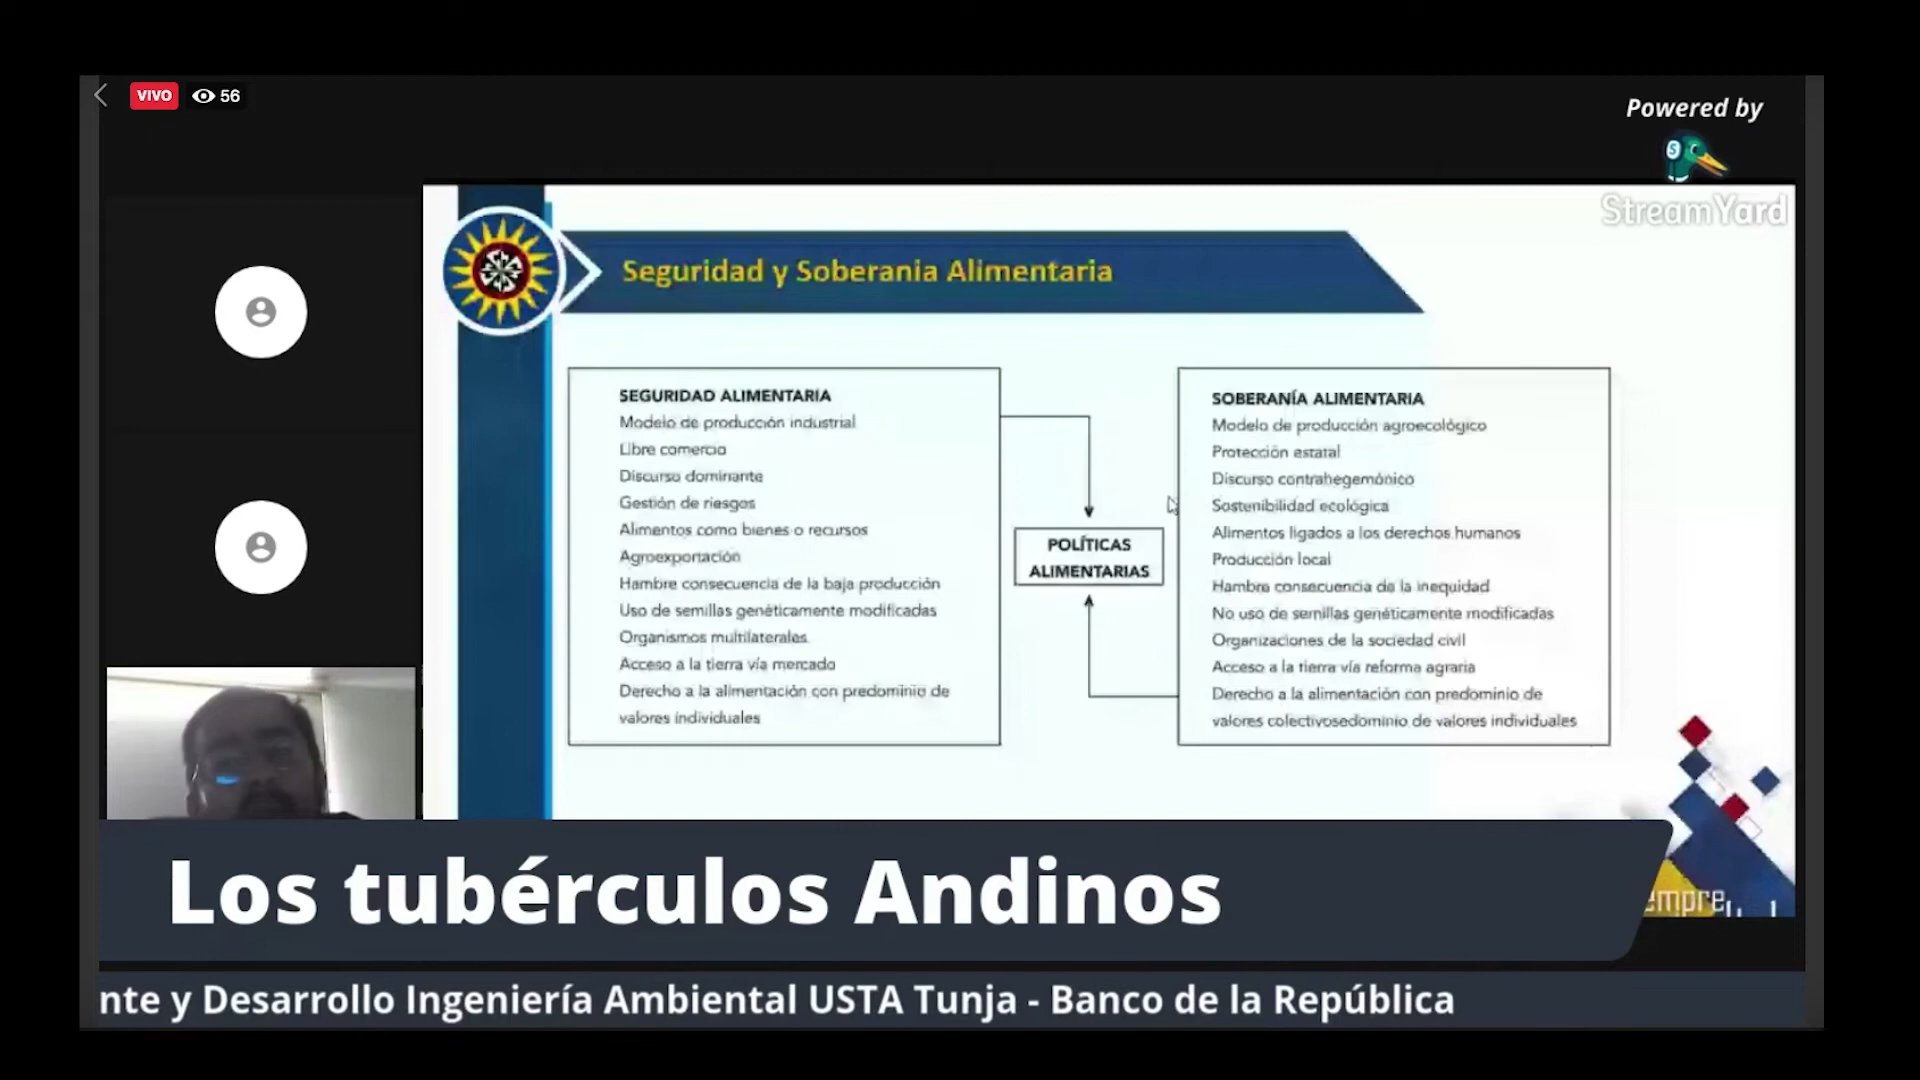 VIVO 56
Powered by
StreamYard
Seguridad y Soberania Alimentaria
SEGURIDAD ALIMENTARIA
Modelo de producción industrial
Libre comercio
Discurso dominante
Gestión de riesgos
Alimentos como bienes o recursos
Agroexportación
Hambre consecuencia de la baja producción
Uso de semillas genéticamente modificadas
Organismos multilaterales
Acceso a la tierra vía mercado
Derecho a la alimentación con predominio de
valores individuales
POLÍTICAS
ALIMENTARIAS
SOBERANÍA ALIMENTARIA
Modelo de producción agroecológico
Protección estatal
Discurso contrahegemónico
Sostenibilidad ecológica
Alimentos ligados a los derechos humanos
Producción local
Hambre consecuencia de la inequidad
No uso de semillas genéticamente modificadas
Organizaciones de la sociedad civil
Acceso a la tierra vía reforma agraria
Derecho a la alimentación con predominio de
valores colectivosedominio de valores individuales
empre
Los tubérculos Andinos
nte y Desarrollo Ingeniería Ambiental USTA Tunja - Banco de la República